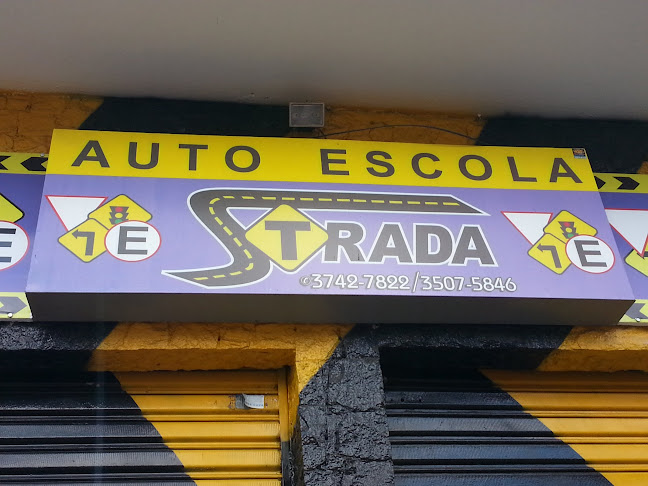 AUTO ESCOLA
E STRADA E
3742-7822/3507-5846
E
E